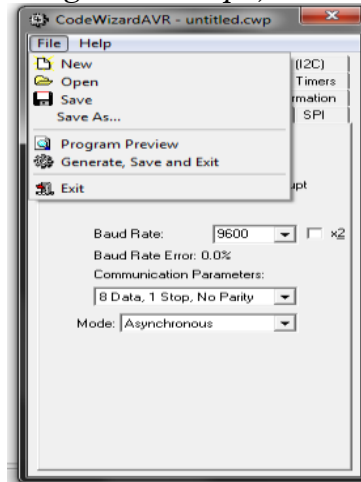 CodeWizardAVR - untitled.cwp
File Help
New
Open
Save
Save As...
Program Preview
Generate, Save and Exit
Exit
(I2C)
Timers
SPI
Baud Rate: 9600 x2
Baud Rate Error: 0.0%
Communication Parameters:
8 Data, 1 Stop, No Parity
Mode: Asynchronous